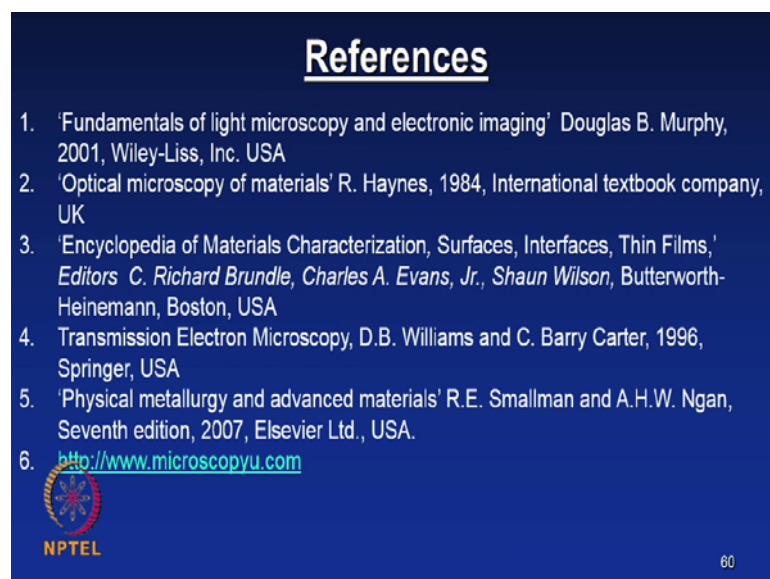 References
1. 'Fundamentals of light microscopy and electronic imaging' Douglas B. Murphy,
2001, Wiley-Liss, Inc. USA
2. 'Optical microscopy of materials' R. Haynes, 1984, International textbook company,
UK
3. 'Encyclopedia of Materials Characterization, Surfaces, Interfaces, Thin Films,'
Editors C. Richard Brundle, Charles A. Evans, Jr., Shaun Wilson, Butterworth-
Heinemann, Boston, USA
4. Transmission Electron Microscopy, D.B. Williams and C. Barry Carter, 1996,
Springer, USA
5. 'Physical metallurgy and advanced materials' R.E. Smallman and A.H.W. Ngan,
Seventh edition, 2007, Elsevier Ltd., USA.
6. http://www.microscopyu.com
NPTEL
60